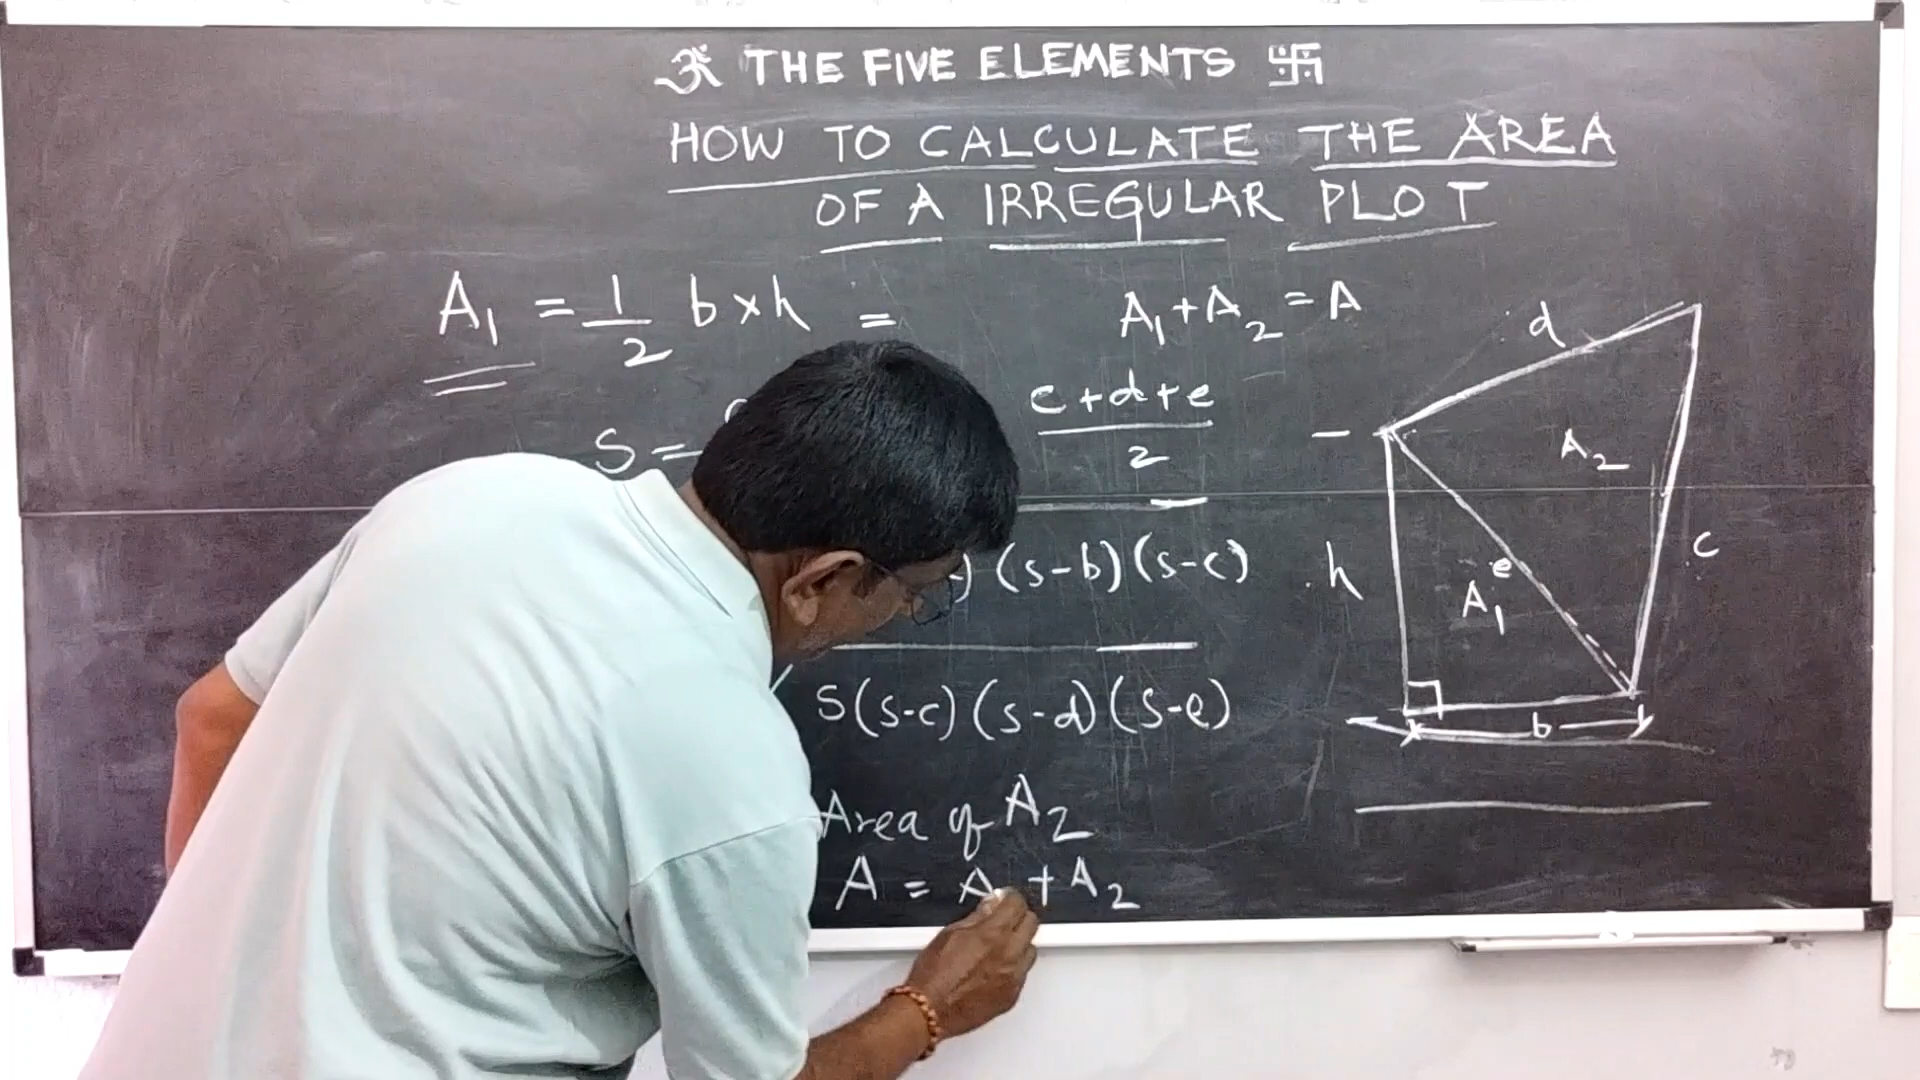 ॐ THE FIVE ELEMENTS 卐
HOW TO CALCULATE THE AREA
OF A IRREGULAR PLOT
A₁ = 1/2 b × h =
A₁ + A₂ = A
S =
c + d + e
2
(s-b)(s-c)
S(s-c)(s-d)(s-e)
Area of A₂
A = A + A₂
d
A₂
c
h
e
A₁
b